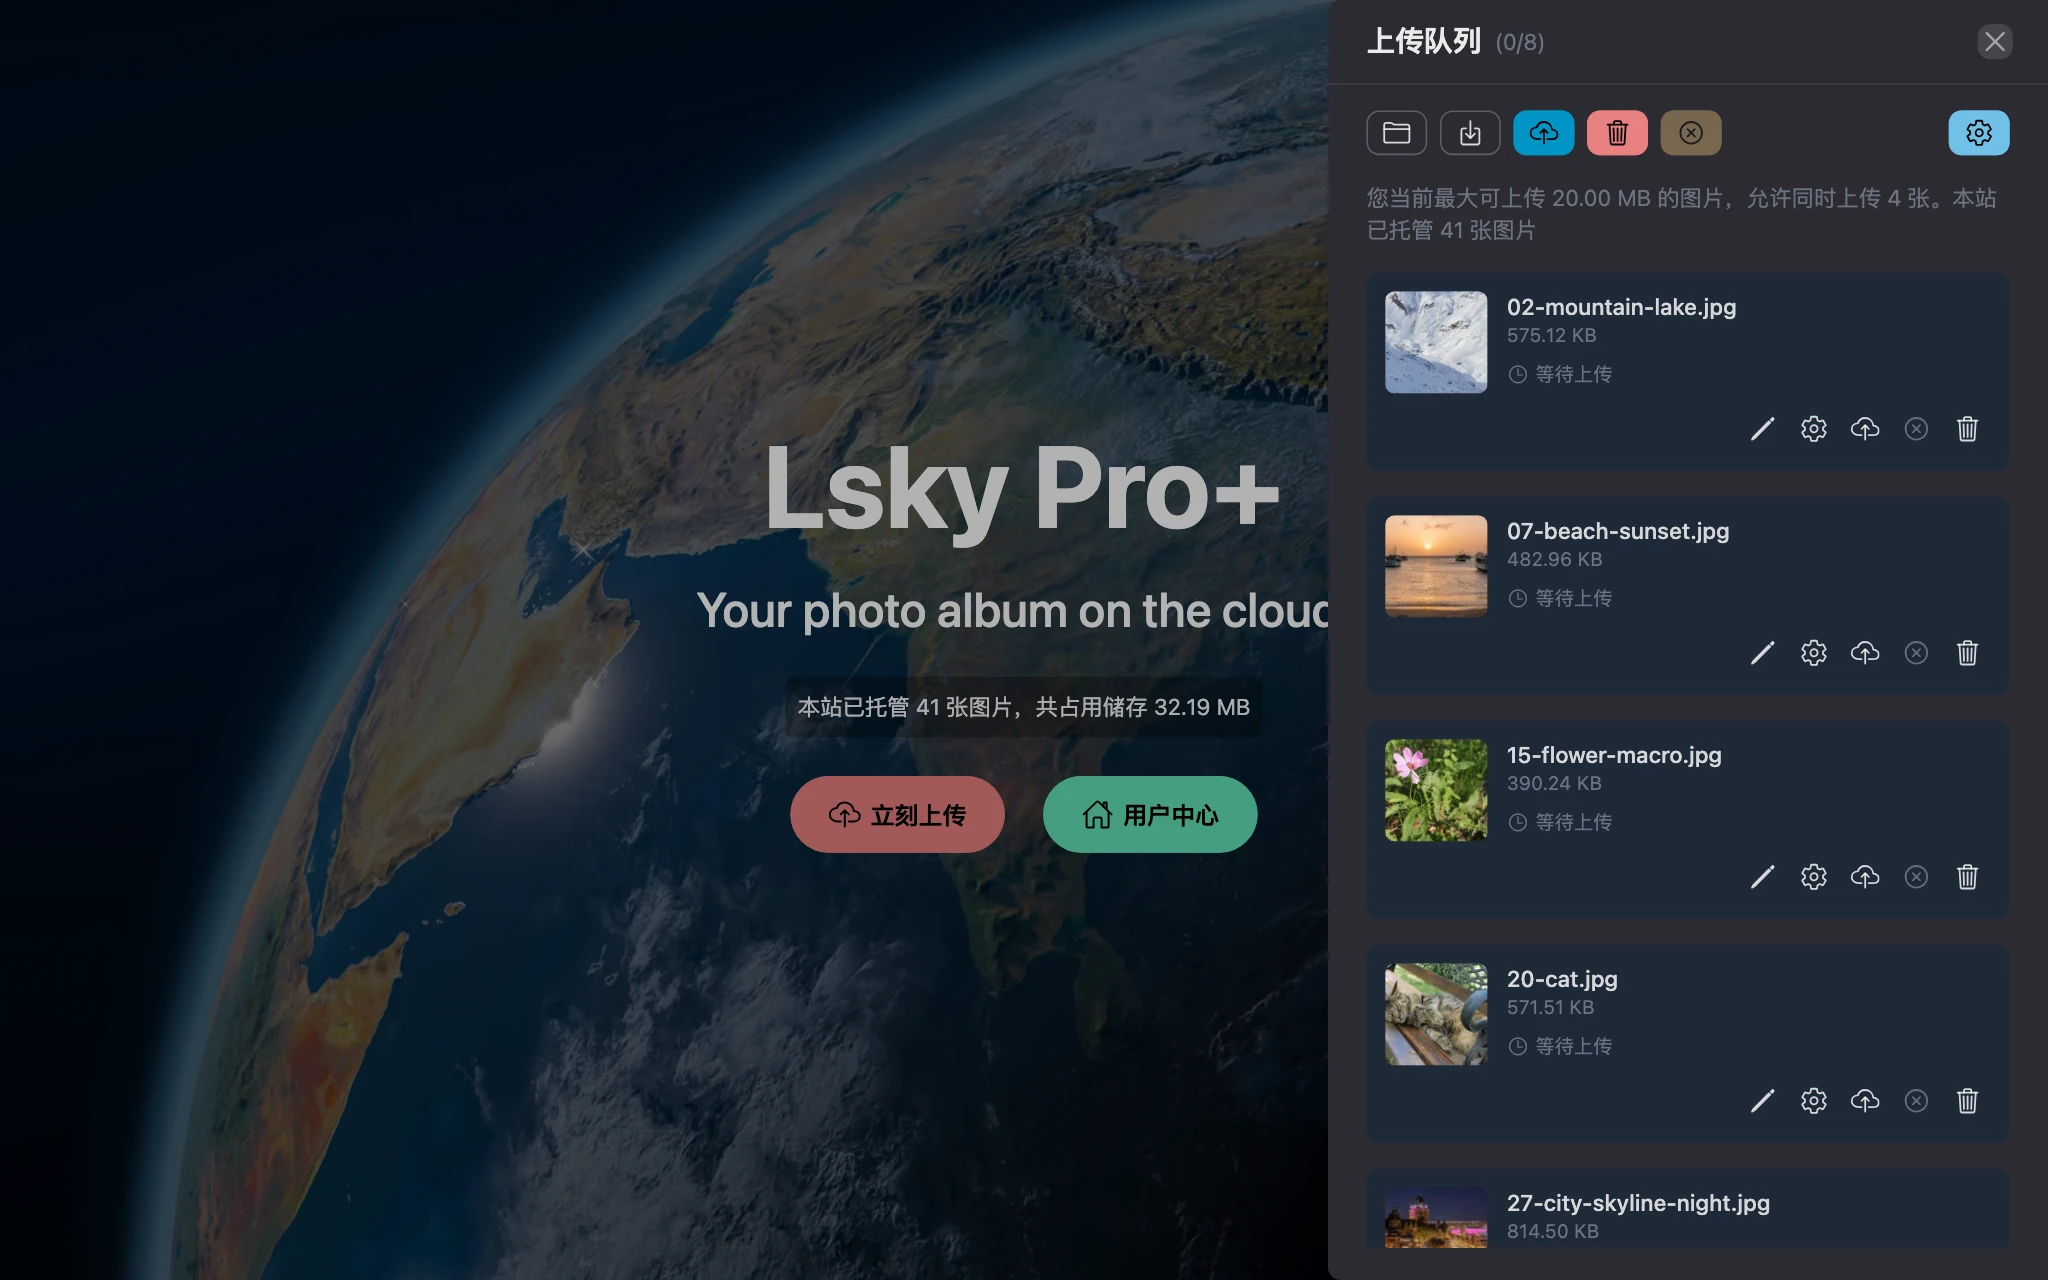 Lsky Pro+
Your photo album on the cloud
本站已托管 41 张图片，共占用储存 32.19 MB
立刻上传
用户中心
上传队列 (0/8)
您当前最大可上传 20.00 MB 的图片，允许同时上传 4 张。本站
已托管 41 张图片
02-mountain-lake.jpg
575.12 KB
等待上传
07-beach-sunset.jpg
482.96 KB
等待上传
15-flower-macro.jpg
390.24 KB
等待上传
20-cat.jpg
571.51 KB
等待上传
27-city-skyline-night.jpg
814.50 KB